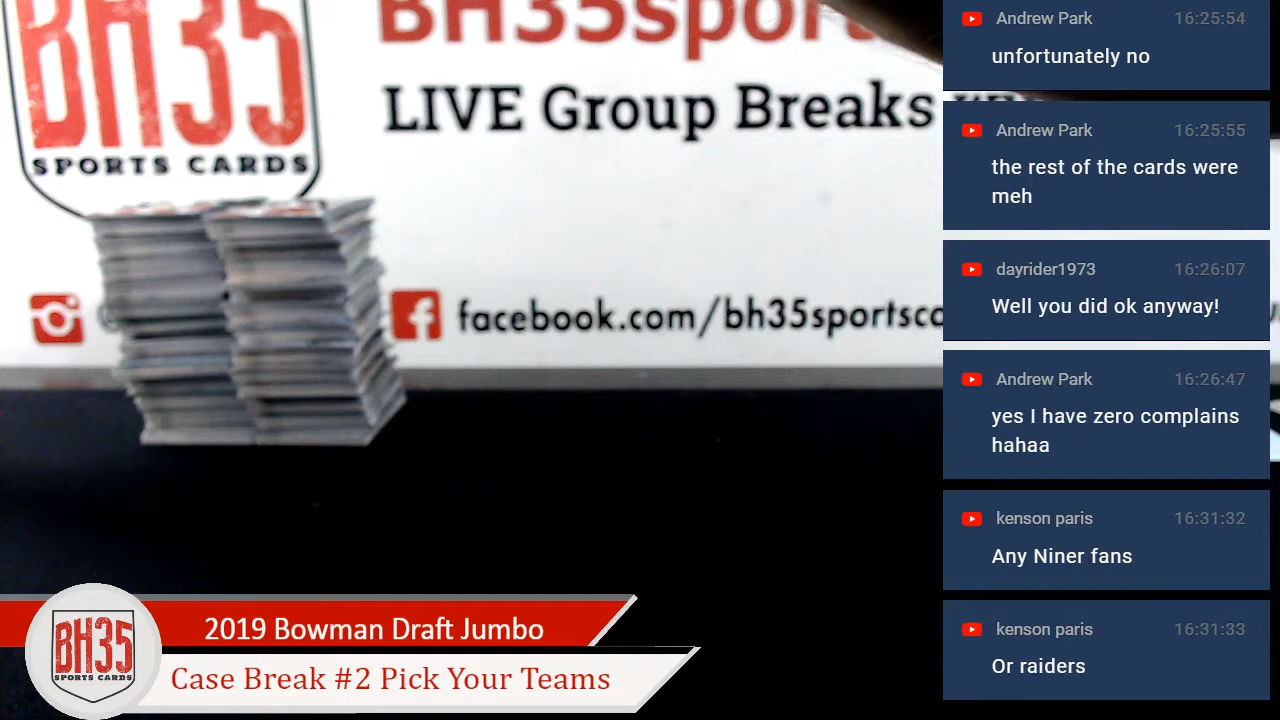 BH35
SPORTS CARDS
LIVE Group Breaks
facebook.com/bh35sportsca
Andrew Park 16:25:54
unfortunately no
Andrew Park 16:25:55
the rest of the cards were
meh
dayrider1973 16:26:07
Well you did ok anyway!
Andrew Park 16:26:47
yes I have zero complains
hahaa
kenson paris 16:31:32
Any Niner fans
kenson paris 16:31:33
Or raiders
BH35
SPORTS CARDS
2019 Bowman Draft Jumbo
Case Break #2 Pick Your Teams